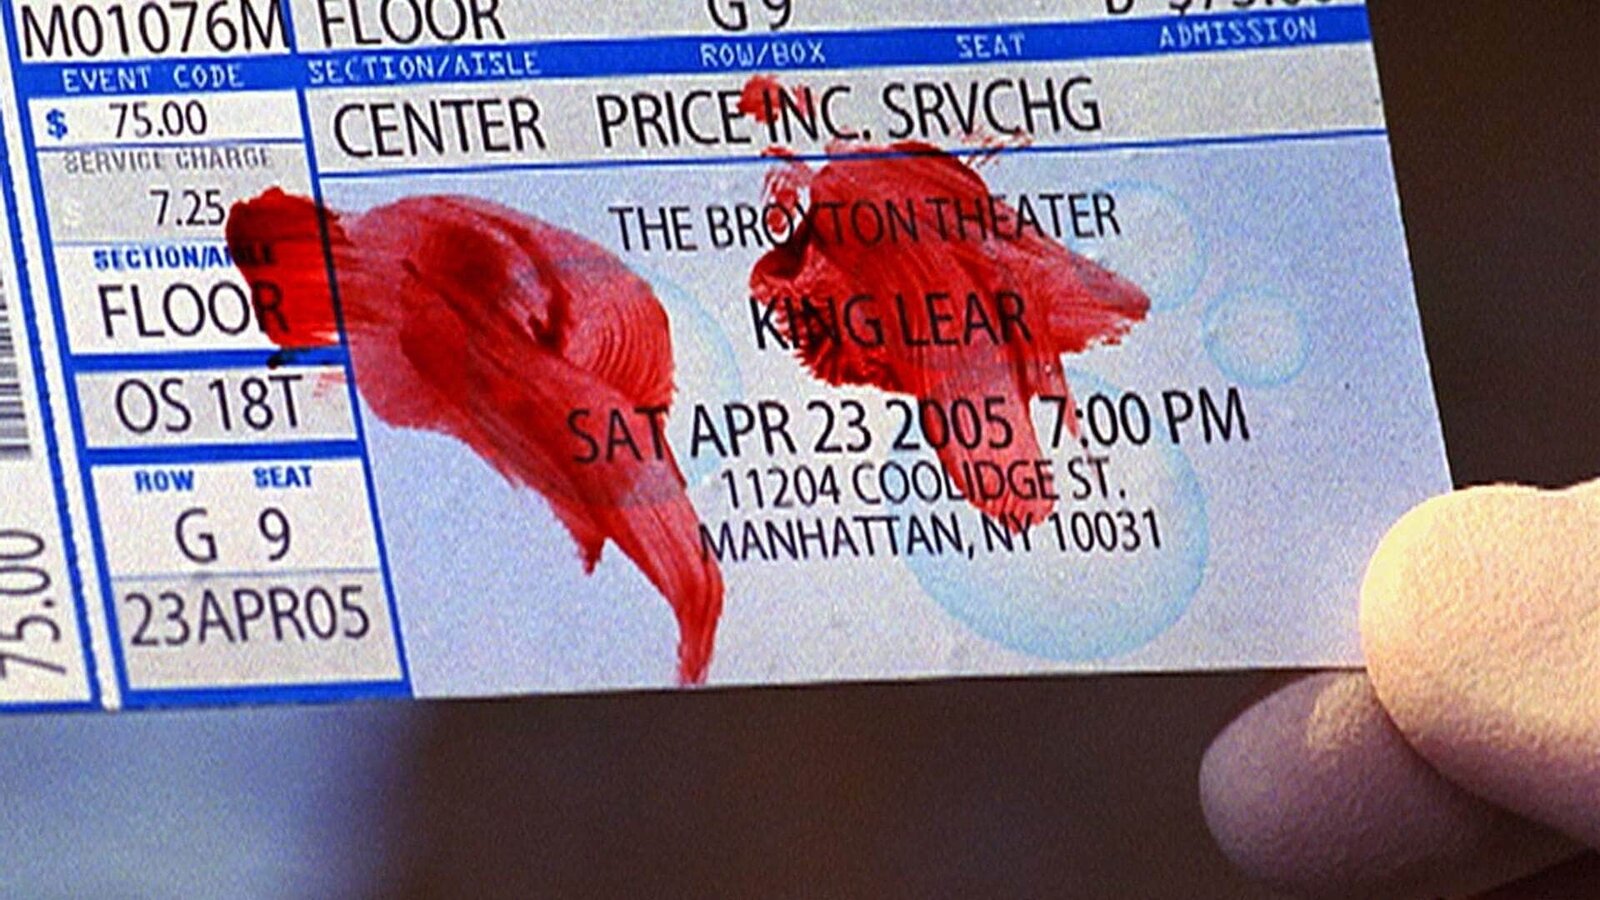 M01076M FLOOR G 9
EVENT CODE SECTION/AISLE ROW/BOX SEAT ADMISSION
$ 75.00
CENTER PRICE INC. SRVCHG
SERVICE CHARGE
7.25
SECTION/AISLE
FLOOR
OS 18T
ROW SEAT
G 9
23APR05
THE BROXTON THEATER
KING LEAR
SAT APR 23 2005 7:00 PM
11204 COOLIDGE ST.
MANHATTAN, NY 10031
75.00